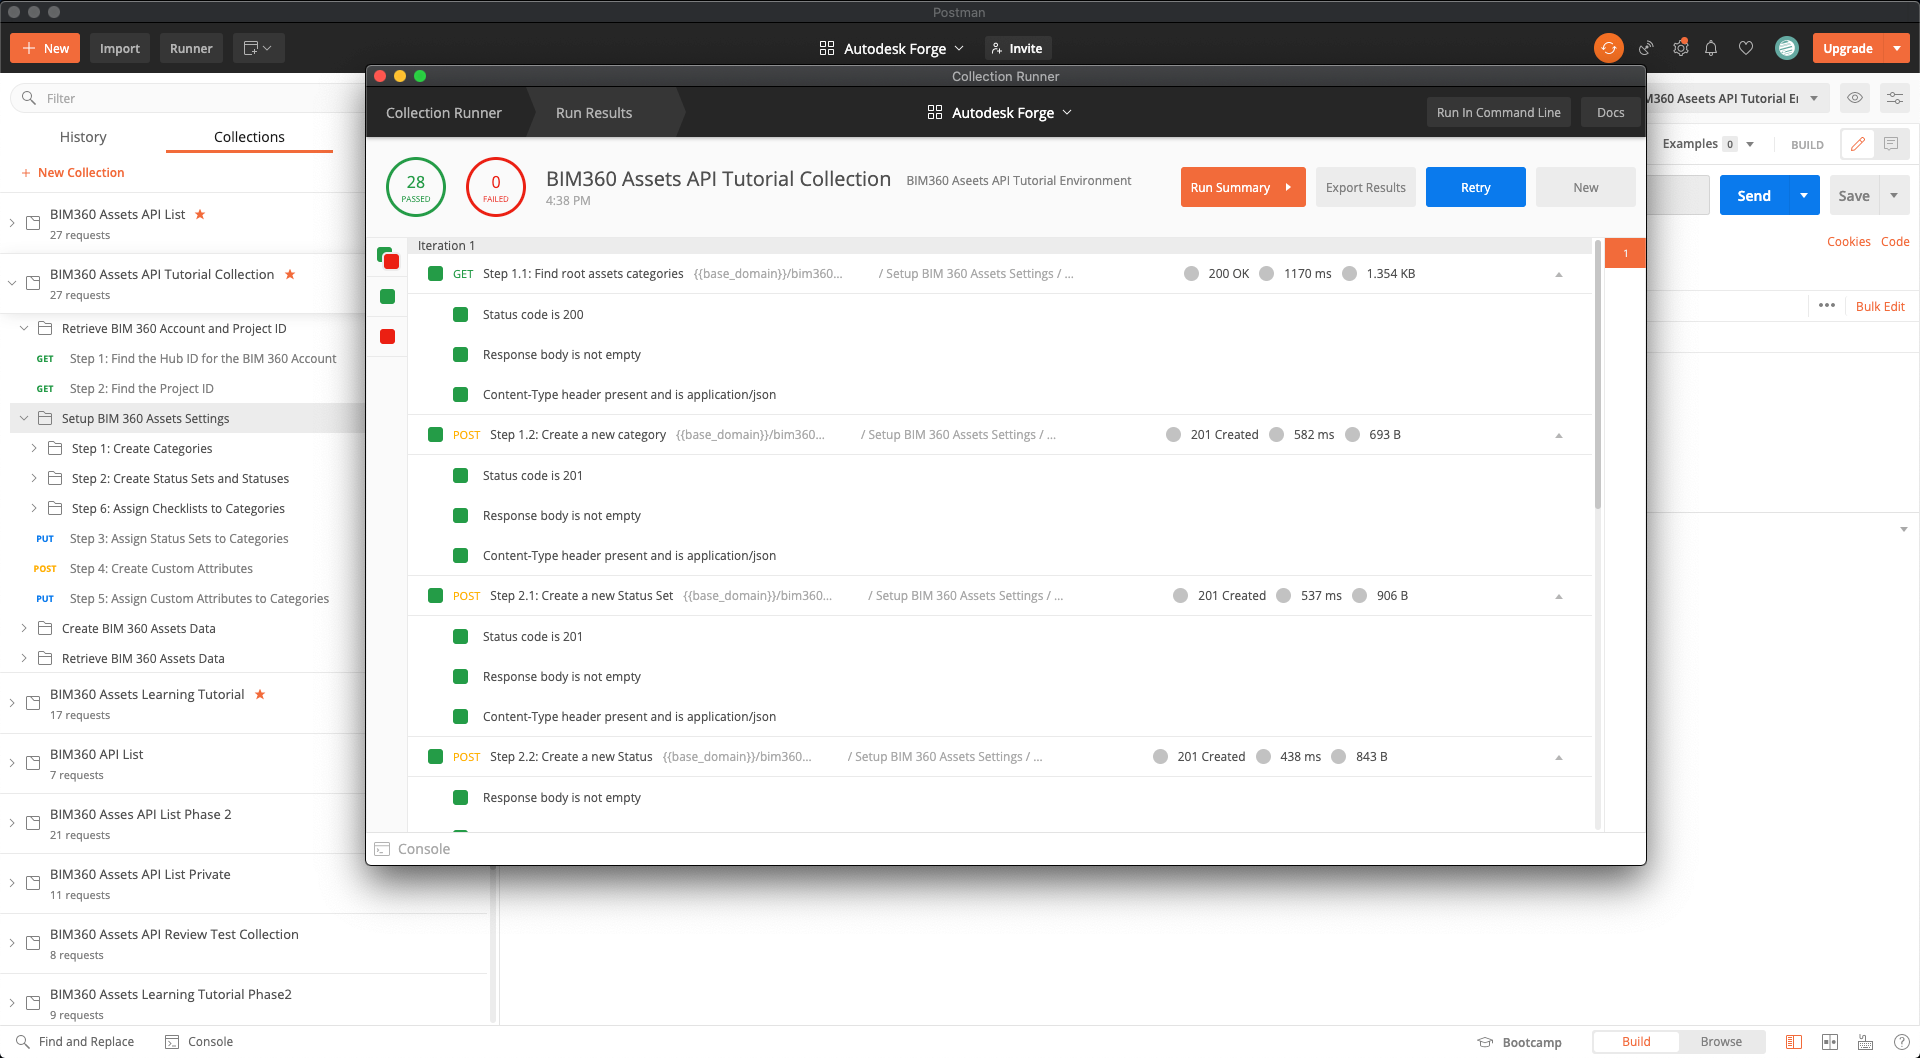 Postman
New
Import
Runner
Autodesk Forge
Invite
Upgrade
Filter
History
Collections
+ New Collection
BIM360 Assets API List
27 requests
BIM360 Assets API Tutorial Collection
27 requests
Retrieve BIM 360 Account and Project ID
GET Step 1: Find the Hub ID for the BIM 360 Account
GET Step 2: Find the Project ID
Setup BIM 360 Assets Settings
Step 1: Create Categories
Step 2: Create Status Sets and Statuses
Step 6: Assign Checklists to Categories
PUT Step 3: Assign Status Sets to Categories
POST Step 4: Create Custom Attributes
PUT Step 5: Assign Custom Attributes to Categories
Create BIM 360 Assets Data
Retrieve BIM 360 Assets Data
BIM360 Assets Learning Tutorial
17 requests
BIM360 API List
7 requests
BIM360 Asses API List Phase 2
21 requests
BIM360 Assets API List Private
11 requests
BIM360 Assets API Review Test Collection
8 requests
BIM360 Assets Learning Tutorial Phase2
9 requests
Collection Runner
Collection Runner
Run Results
Autodesk Forge
Run In Command Line
Docs
28 PASSED
0 FAILED
BIM360 Assets API Tutorial Collection
BIM360 Aseets API Tutorial Environment
4:38 PM
Run Summary
Export Results
Retry
New
Iteration 1
1
GET Step 1.1: Find root assets categories {{base_domain}}/bim360... / Setup BIM 360 Assets Settings / ... 200 OK 1170 ms 1.354 KB
Status code is 200
Response body is not empty
Content-Type header present and is application/json
POST Step 1.2: Create a new category {{base_domain}}/bim360... / Setup BIM 360 Assets Settings / ... 201 Created 582 ms 693 B
Status code is 201
Response body is not empty
Content-Type header present and is application/json
POST Step 2.1: Create a new Status Set {{base_domain}}/bim360... / Setup BIM 360 Assets Settings / ... 201 Created 537 ms 906 B
Status code is 201
Response body is not empty
Content-Type header present and is application/json
POST Step 2.2: Create a new Status {{base_domain}}/bim360... / Setup BIM 360 Assets Settings / ... 201 Created 438 ms 843 B
Response body is not empty
Console
M360 Aseets API Tutorial E
Examples 0
BUILD
Send
Save
Cookies
Code
••• Bulk Edit
Find and Replace
Console
Bootcamp
Build
Browse